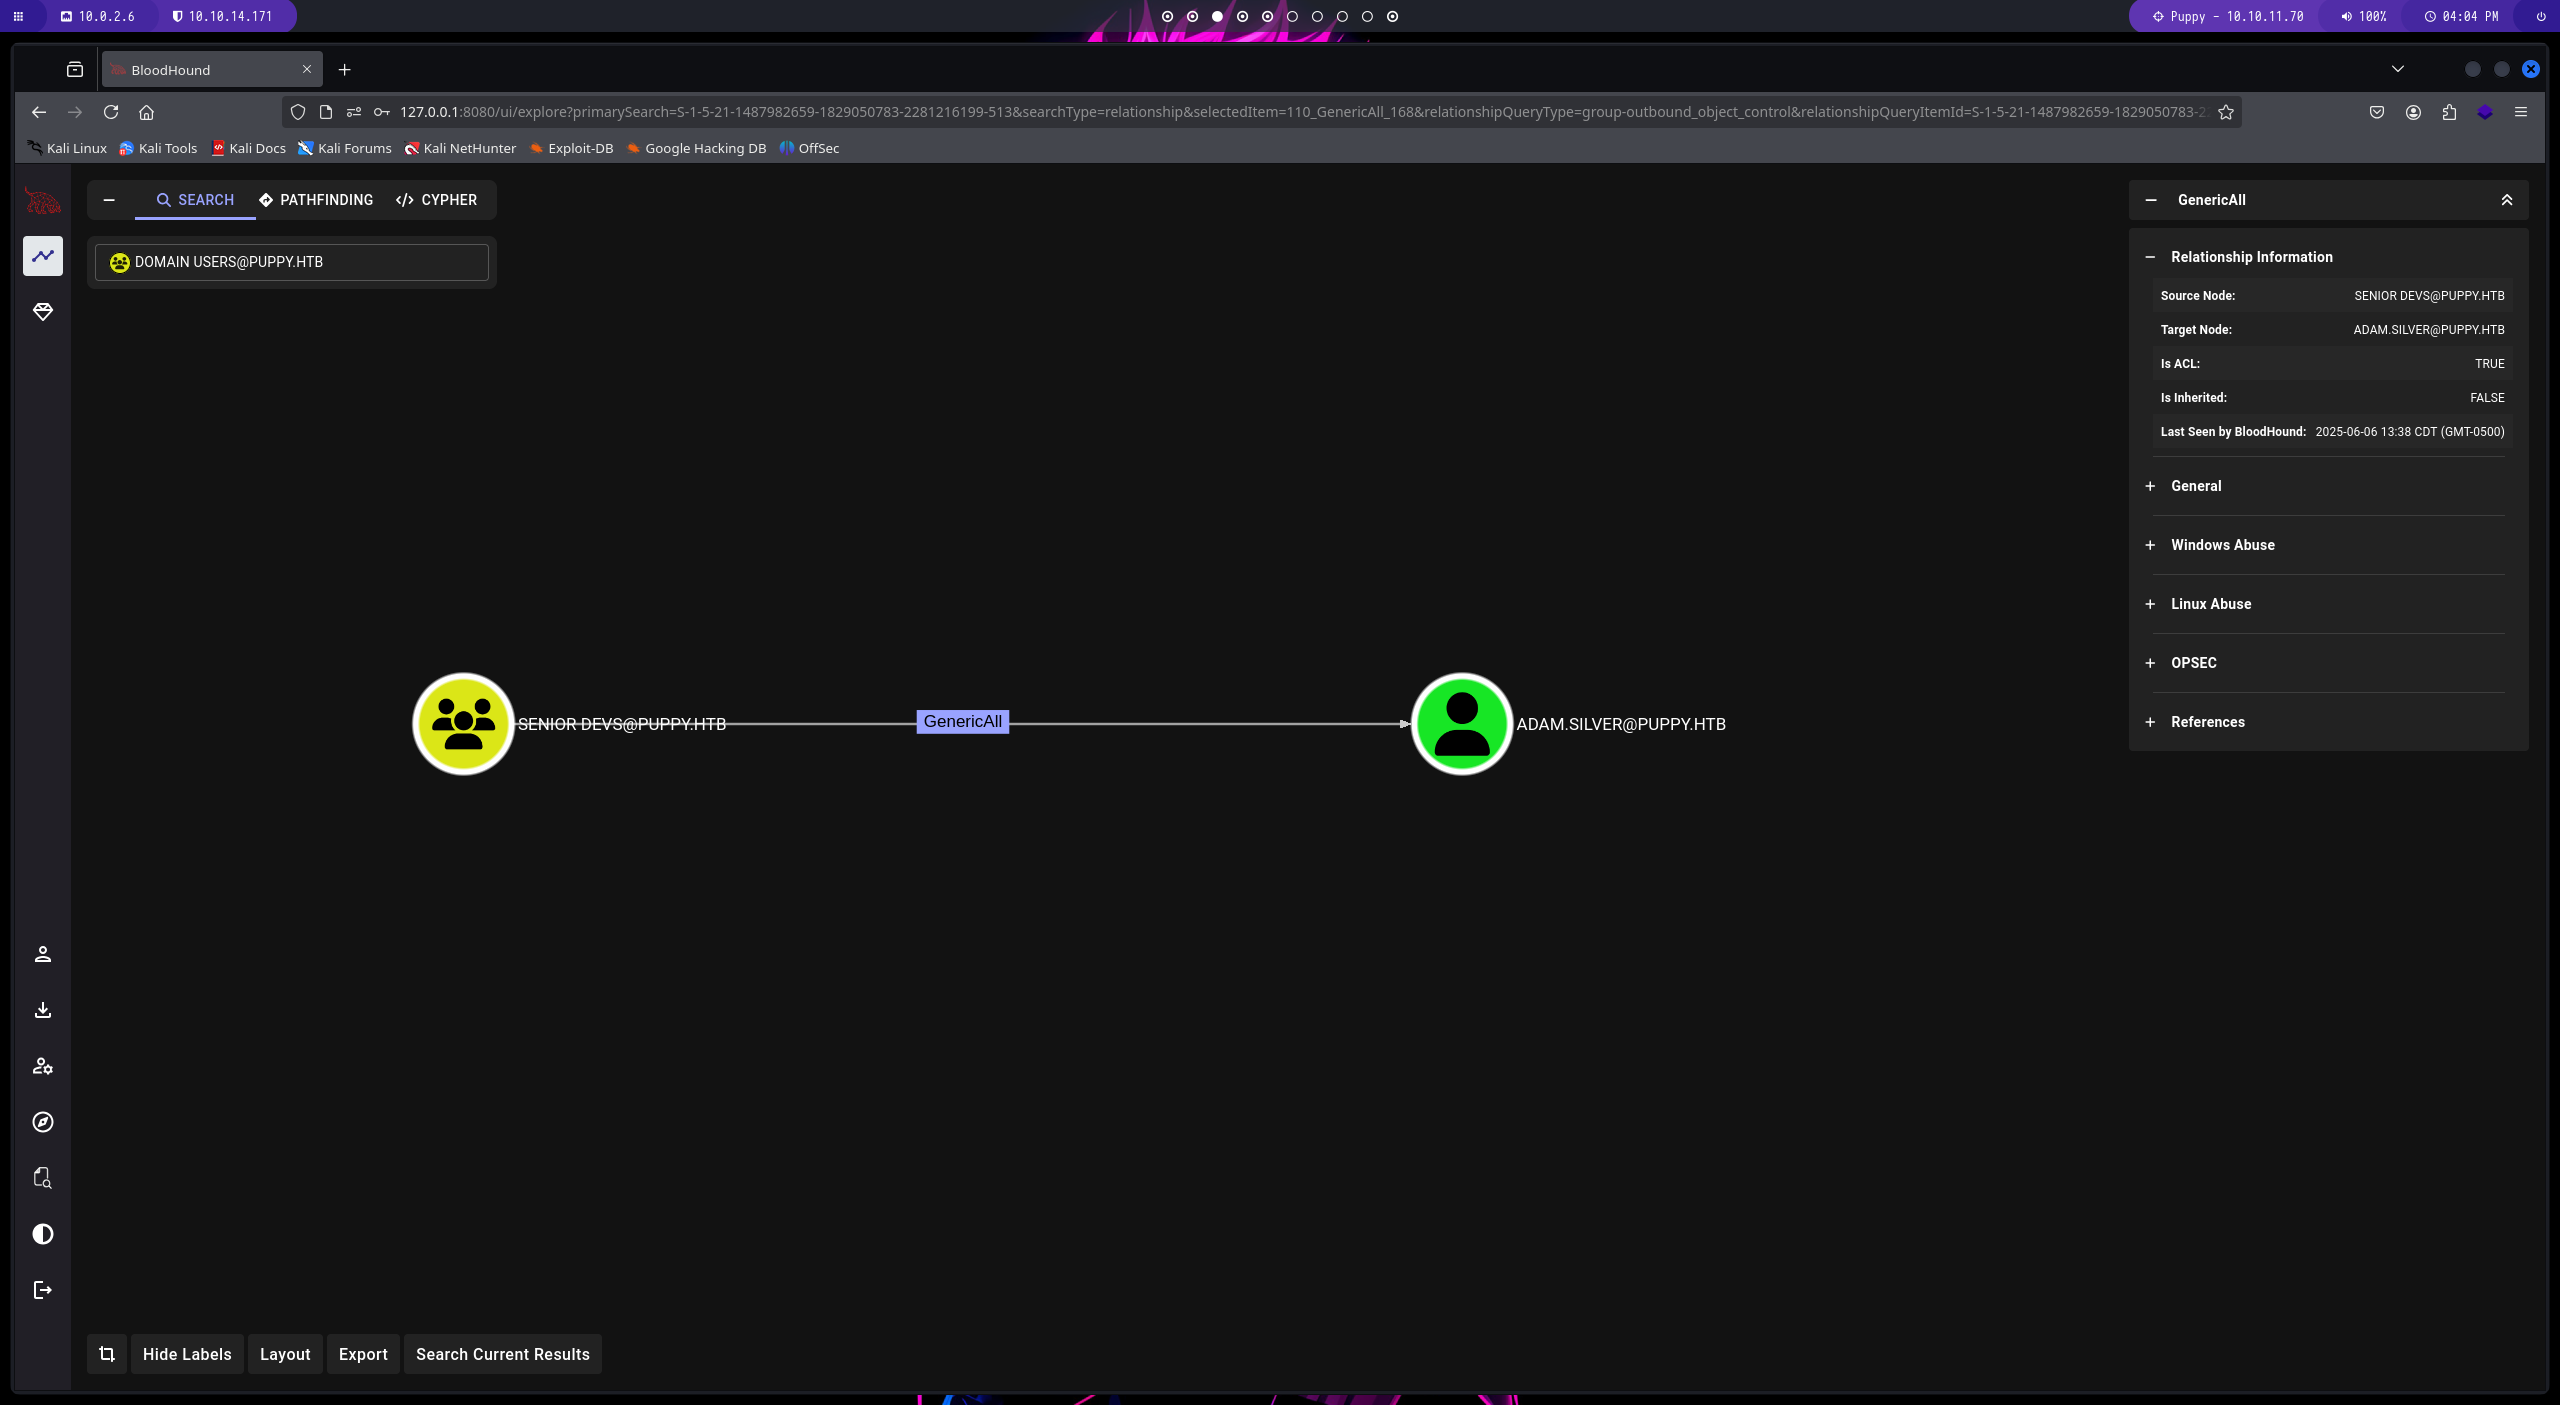 10.0.2.6
10.10.14.171
Puppy - 10.10.11.70
100%
04:04 PM
BloodHound
127.0.0.1:8080/ui/explore?primarySearch=S-1-5-21-1487982659-1829050783-2281216199-513&searchType=relationship&selectedItem=110_GenericAll_168&relationshipQueryType=group-outbound_object_control&relationshipQueryItemId=S-1-5-21-1487982659-1829050783-2
Kali Linux
Kali Tools
Kali Docs
Kali Forums
Kali NetHunter
Exploit-DB
Google Hacking DB
OffSec
SEARCH
PATHFINDING
CYPHER
DOMAIN USERS@PUPPY.HTB
GenericAll
Relationship Information
Source Node: SENIOR DEVS@PUPPY.HTB
Target Node: ADAM.SILVER@PUPPY.HTB
Is ACL: TRUE
Is Inherited: FALSE
Last Seen by BloodHound: 2025-06-06 13:38 CDT (GMT-0500)
General
Windows Abuse
Linux Abuse
OPSEC
References
SENIOR DEVS@PUPPY.HTB
GenericAll
ADAM.SILVER@PUPPY.HTB
Hide Labels
Layout
Export
Search Current Results